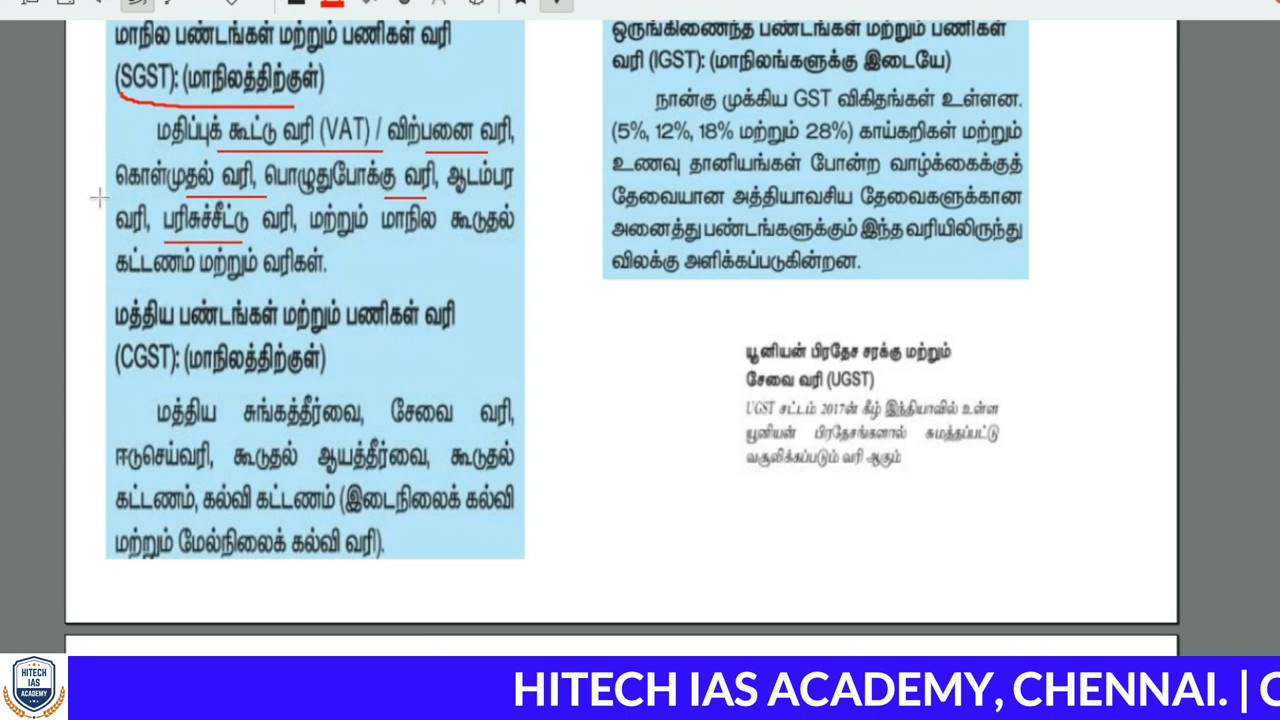 மாநில பண்டங்கள் மற்றும் பணிகள் வரி
(SGST): (மாநிலத்திற்குள்)
மதிப்புக் கூட்டு வரி (VAT) / விற்பனை வரி,
கொள்முதல் வரி, பொழுதுபோக்கு வரி, ஆடம்பர
வரி, பரிசுச்சீட்டு வரி, மற்றும் மாநில கூடுதல்
கட்டணம் மற்றும் வரிகள்.
மத்திய பண்டங்கள் மற்றும் பணிகள் வரி
(CGST): (மாநிலத்திற்குள்)
மத்திய சுங்கத்தீர்வை, சேவை வரி,
ஈடுசெய்வரி, கூடுதல் ஆயத்தீர்வை, கூடுதல்
கட்டணம், கல்வி கட்டணம் (இடைநிலைக் கல்வி
மற்றும் மேல்நிலைக் கல்வி வரி).
ஒருங்கிணைந்த பண்டங்கள் மற்றும் பணிகள்
வரி (IGST): (மாநிலங்களுக்கு இடையே)
நான்கு முக்கிய GST விகிதங்கள் உள்ளன.
(5%, 12%, 18% மற்றும் 28%) காய்கறிகள் மற்றும்
உணவு தானியங்கள் போன்ற வாழ்க்கைக்குத்
தேவையான அத்தியாவசிய தேவைகளுக்கான
அனைத்து பண்டங்களுக்கும் இந்த வரியிலிருந்து
விலக்கு அளிக்கப்படுகின்றன.
யூனியன் பிரதேச சரக்கு மற்றும்
சேவை வரி (UGST)
UGST சட்டம் 2017ன் கீழ் இந்தியாவில் உள்ள
யூனியன் பிரதேசங்களால் சுமத்தப்பட்டு
வசூலிக்கப்படும் வரி ஆகும்
HITECH
IAS
ACADEMY
HITECH IAS ACADEMY, CHENNAI. |